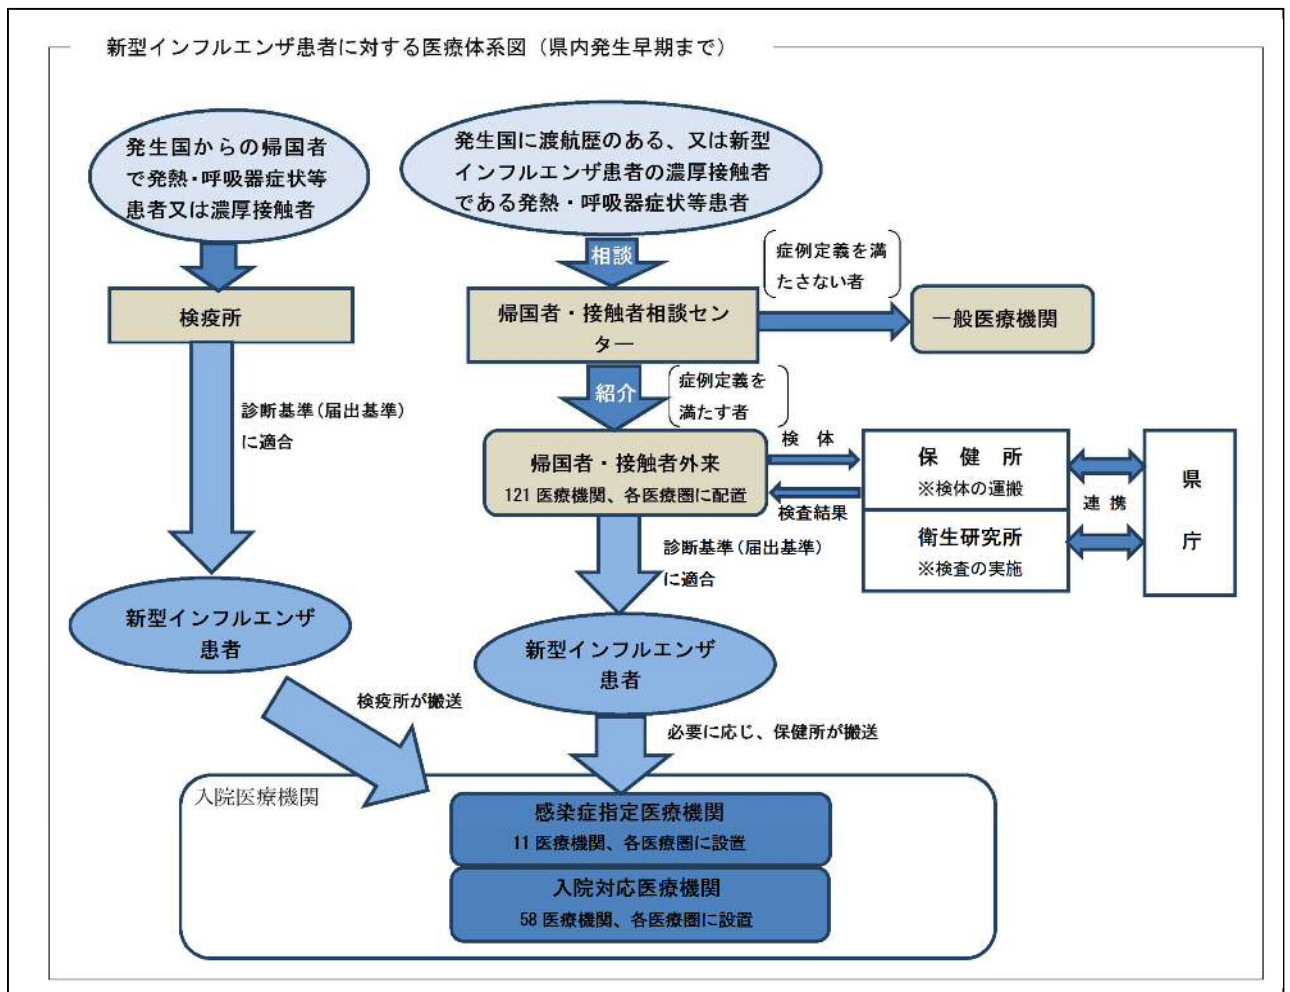 新型インフルエンザ患者に対する医療体系図（県内発生早期まで）
発生国からの帰国者
で発熱・呼吸器症状等
患者又は濃厚接触者
発生国に渡航歴のある、又は新型
インフルエンザ患者の濃厚接触者
である発熱・呼吸器症状等患者
相談
症例定義を満
たさない者
検疫所
帰国者・接触者相談セン
ター
一般医療機関
紹介
症例定義を
満たす者
診断基準（届出基準）
に適合
帰国者・接触者外来
121 医療機関、各医療圏に配置
検　体
検査結果
保　健　所
※検体の運搬
衛生研究所
※検査の実施
連 携
県
庁
診断基準（届出基準）
に適合
新型インフルエンザ
患者
新型インフルエンザ
患者
検疫所が搬送
必要に応じ、保健所が搬送
入院医療機関
感染症指定医療機関
11 医療機関、各医療圏に設置
入院対応医療機関
58 医療機関、各医療圏に設置